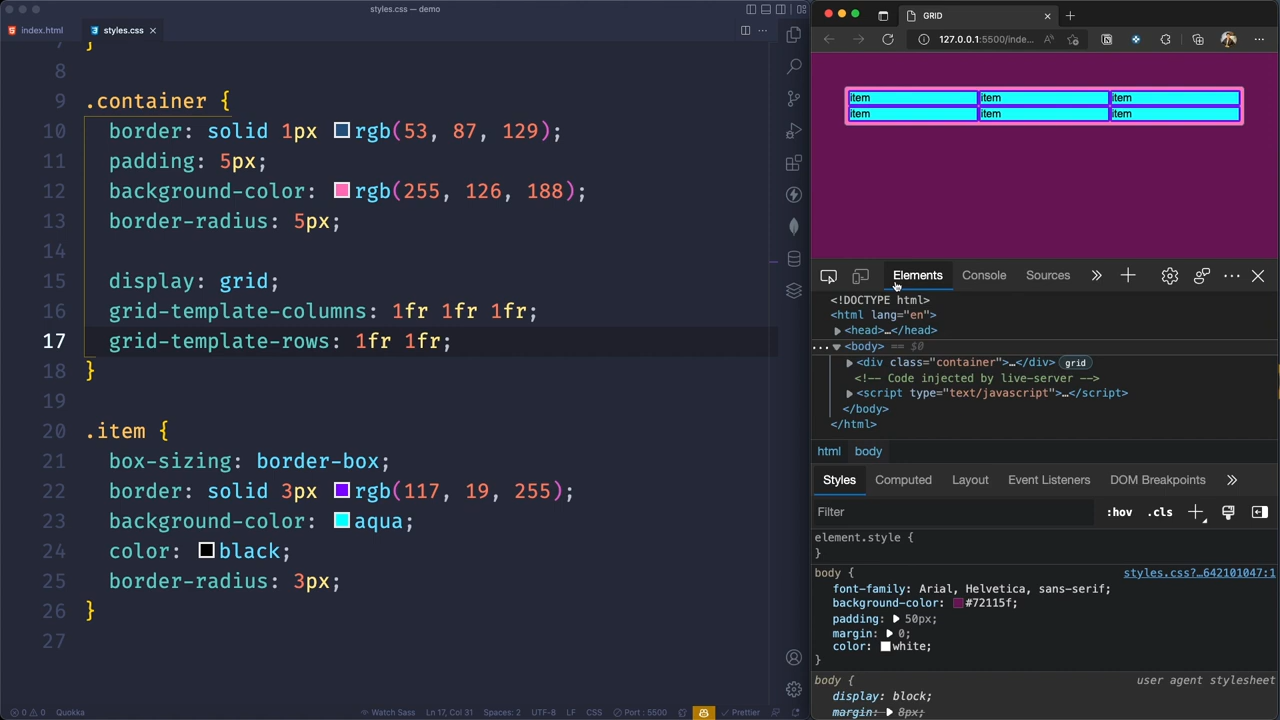 styles.css — demo
index.html
styles.css
7 }
8
9 .container {
10 border: solid 1px rgb(53, 87, 129);
11 padding: 5px;
12 background-color: rgb(255, 126, 188);
13 border-radius: 5px;
14
15 display: grid;
16 grid-template-columns: 1fr 1fr 1fr;
17 grid-template-rows: 1fr 1fr;
18 }
19
20 .item {
21 box-sizing: border-box;
22 border: solid 3px rgb(117, 19, 255);
23 background-color: aqua;
24 color: black;
25 border-radius: 3px;
26 }
27
0 0 Quokka Watch Sass Ln 17, Col 31 Spaces: 2 UTF-8 LF CSS Port : 5500 Prettier
GRID
127.0.0.1:5500/inde...
item item item
item item item
Elements Console Sources
<!DOCTYPE html>
<html lang="en">
<head>…</head>
<body> == $0
<div class="container">…</div> grid
<!-- Code injected by live-server -->
<script type="text/javascript">…</script>
</body>
</html>
html body
Styles Computed Layout Event Listeners DOM Breakpoints
Filter :hov .cls
element.style {
}
body { styles.css?…642101047:1
font-family: Arial, Helvetica, sans-serif;
background-color: #72115f;
padding: 50px;
margin: 0;
color: white;
}
body { user agent stylesheet
display: block;
margin: 8px;